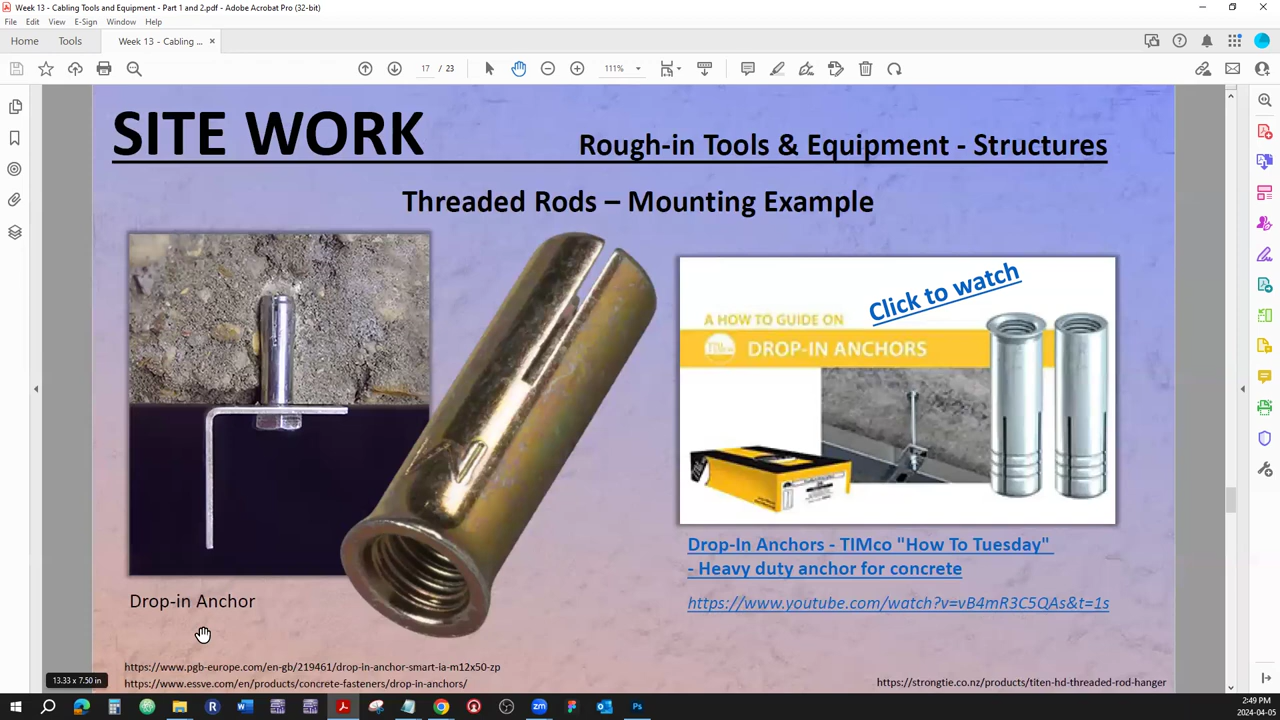 Week 13 - Cabling Tools and Equipment - Part 1 and 2.pdf - Adobe Acrobat Pro (32-bit)
File Edit View E-Sign Window Help
Home Tools Week 13 - Cabling ...
17 / 23 111%
SITE WORK
Rough-in Tools & Equipment - Structures
Threaded Rods – Mounting Example
Click to watch
A HOW TO GUIDE ON
DROP-IN ANCHORS
Drop-In Anchors - TIMco "How To Tuesday"
- Heavy duty anchor for concrete
https://www.youtube.com/watch?v=vB4mR3C5QAs&t=1s
Drop-in Anchor
https://www.pgb-europe.com/en-gb/219461/drop-in-anchor-smart-ia-m12x50-zp
https://www.essve.com/en/products/concrete-fasteners/drop-in-anchors/
https://strongtie.co.nz/products/titen-hd-threaded-rod-hanger
13.33 x 7.50 in
2:49 PM
2024-04-05